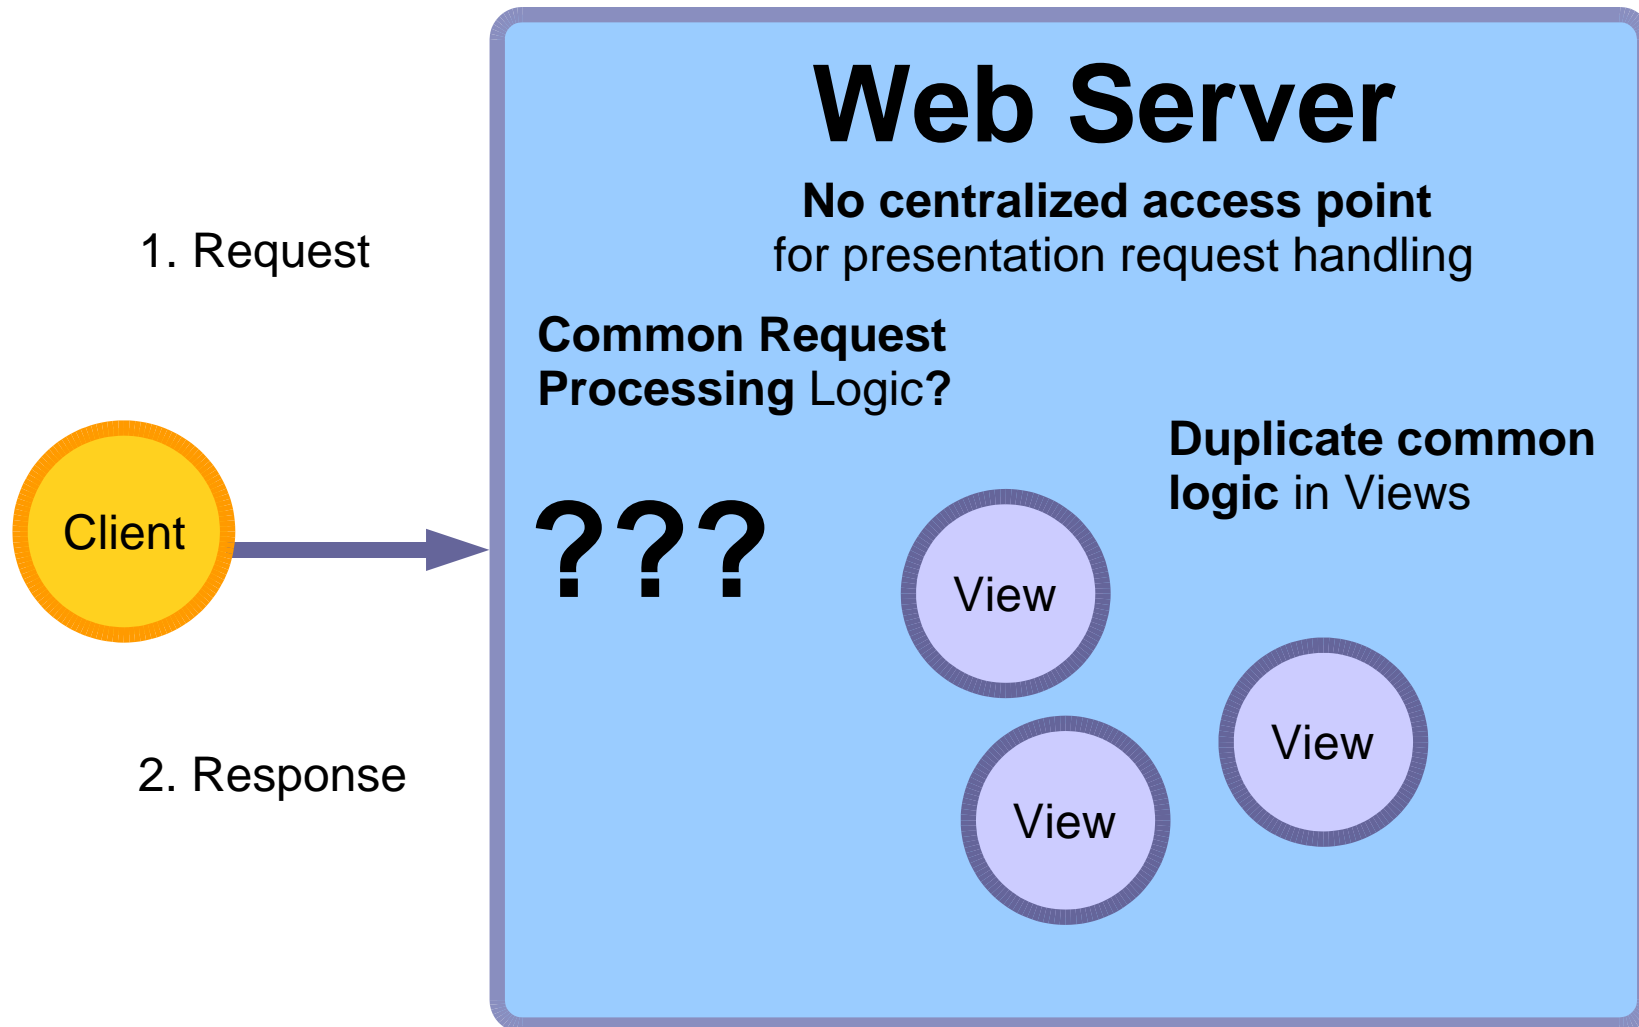 Web Server
No centralized access point
for presentation request handling
1. Request
Common Request
Processing Logic?
Duplicate common
logic in Views
Client
???
View
View
View
2. Response